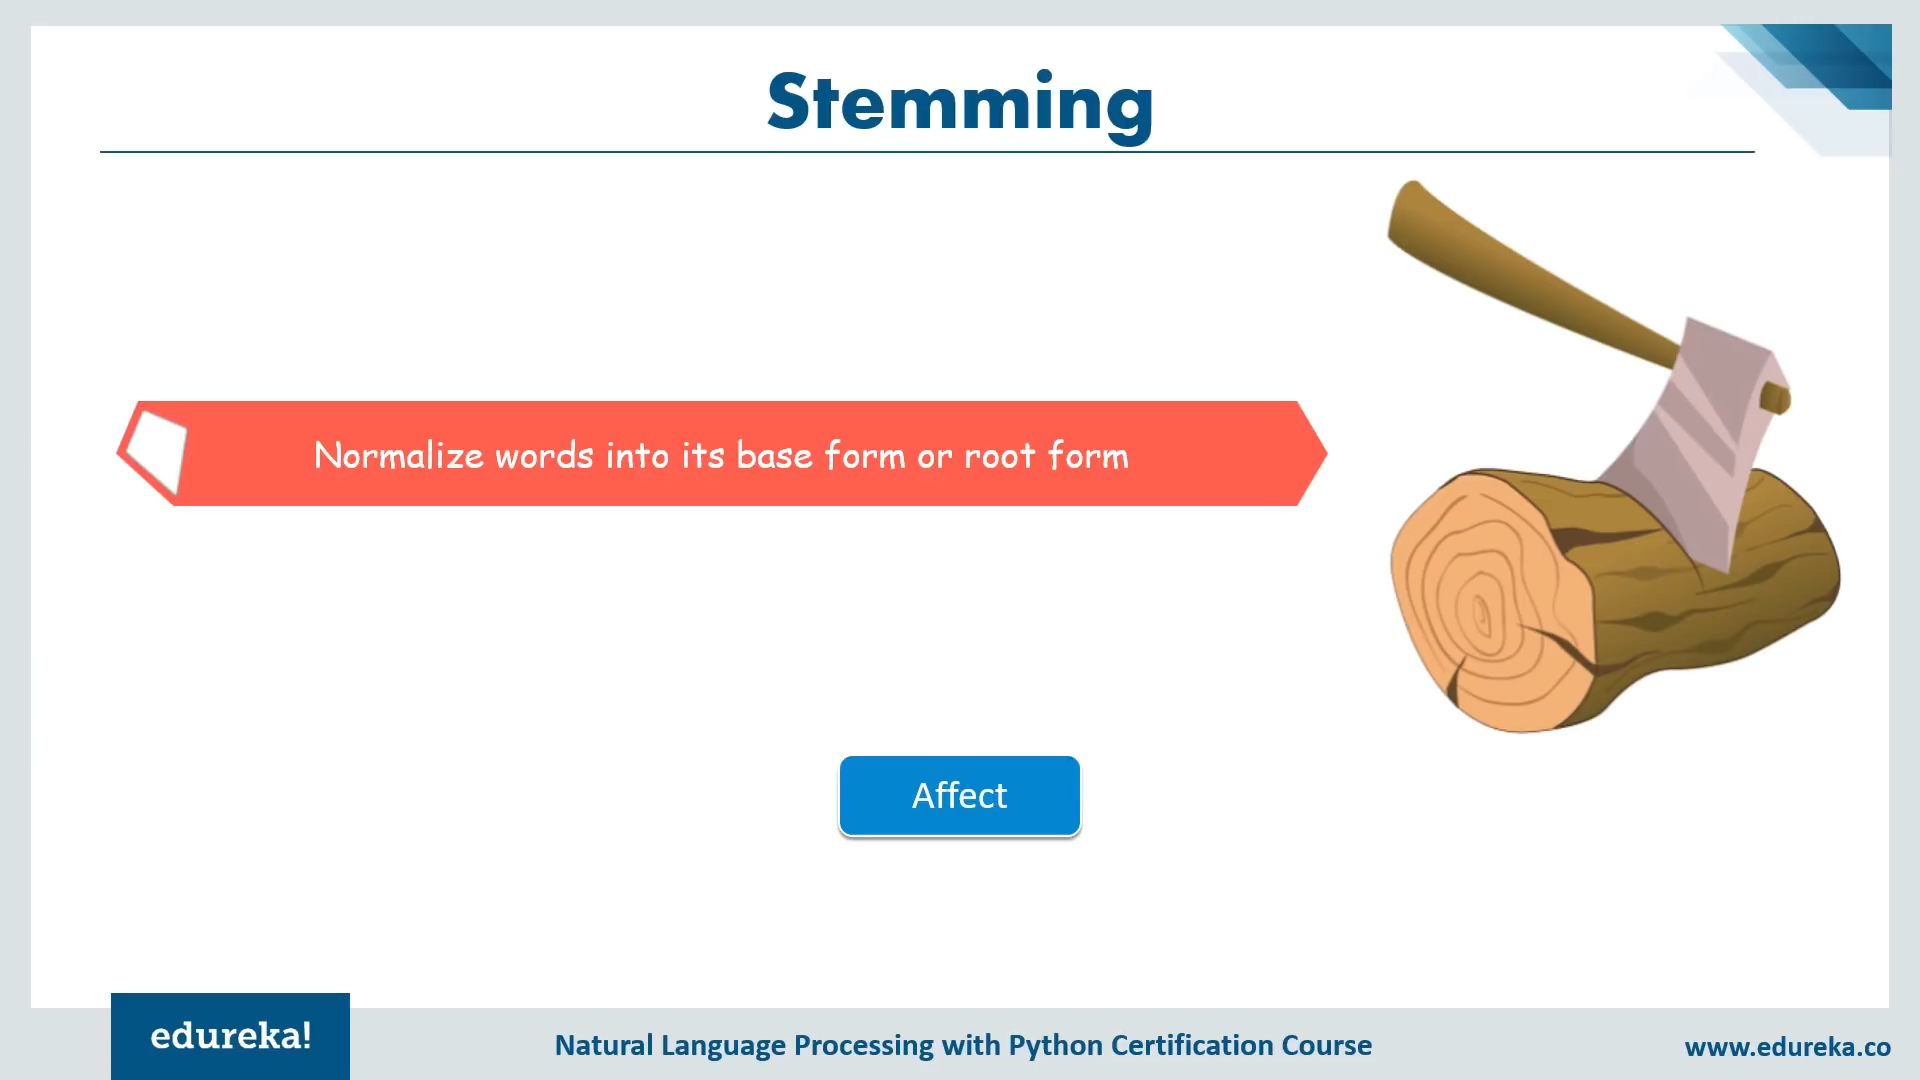 Stemming
Normalize words into its base form or root form
Affect
edureka!
Natural Language Processing with Python Certification Course
www.edureka.co